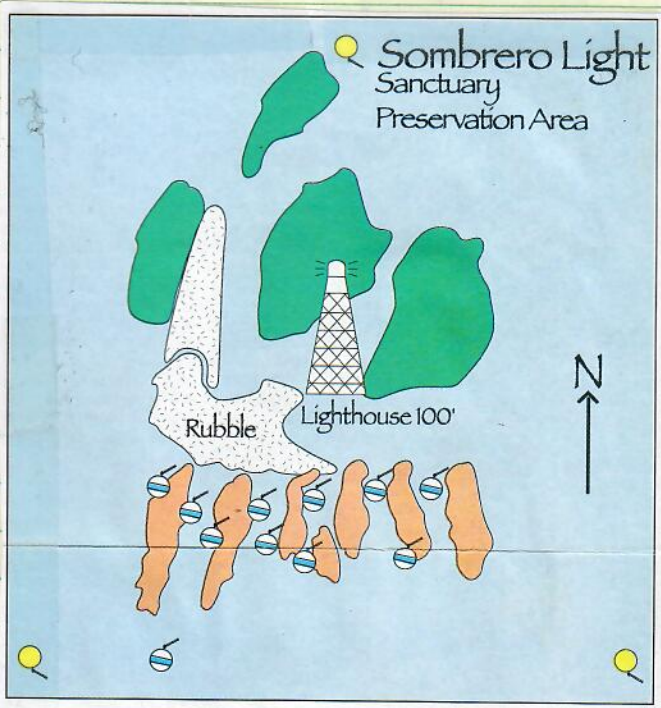 Sombrero Light
Sanctuary
Preservation Area
N
Lighthouse 100'
Rubble